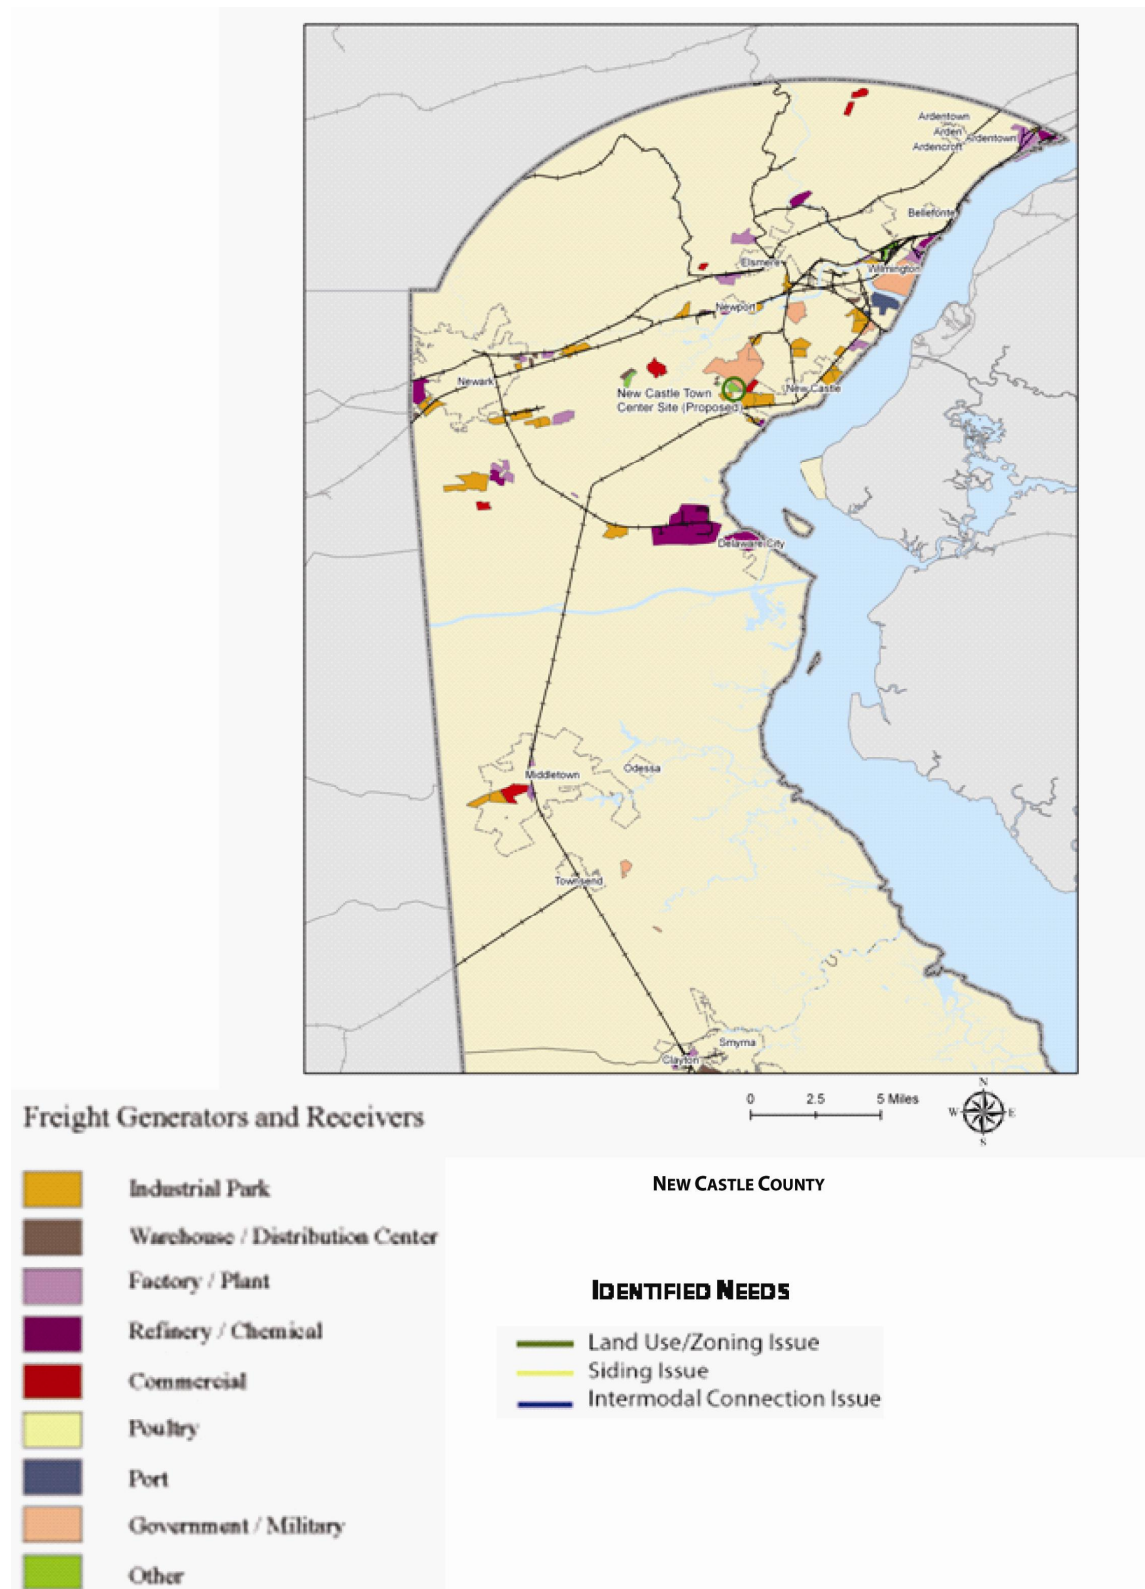 Ardentown
Arden
Ardentown
Ardencroft
Bellefonte
Elsmere
Wilmington
Newport
Newark
New Castle
New Castle Town
Center Site (Proposed)
Delaware City
Middletown
Odessa
Townsend
Smyrna
Clayton
0 2.5 5 Miles
N
W E
S
Freight Generators and Receivers
Industrial Park
Warehouse / Distribution Center
Factory / Plant
Refinery / Chemical
Commercial
Poultry
Port
Government / Military
Other
NEW CASTLE COUNTY
IDENTIFIED NEEDS
Land Use/Zoning Issue
Siding Issue
Intermodal Connection Issue